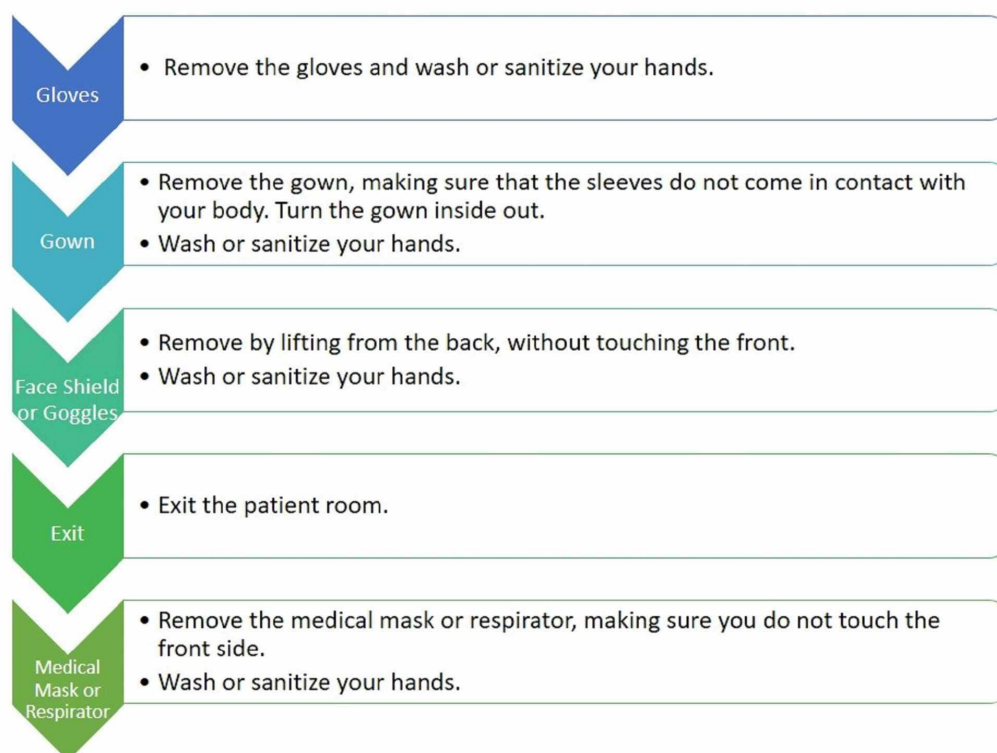 Gloves
• Remove the gloves and wash or sanitize your hands.
Gown
• Remove the gown, making sure that the sleeves do not come in contact with
your body. Turn the gown inside out.
• Wash or sanitize your hands.
Face Shield
or Goggles
• Remove by lifting from the back, without touching the front.
• Wash or sanitize your hands.
Exit
• Exit the patient room.
Medical
Mask or
Respirator
• Remove the medical mask or respirator, making sure you do not touch the
front side.
• Wash or sanitize your hands.